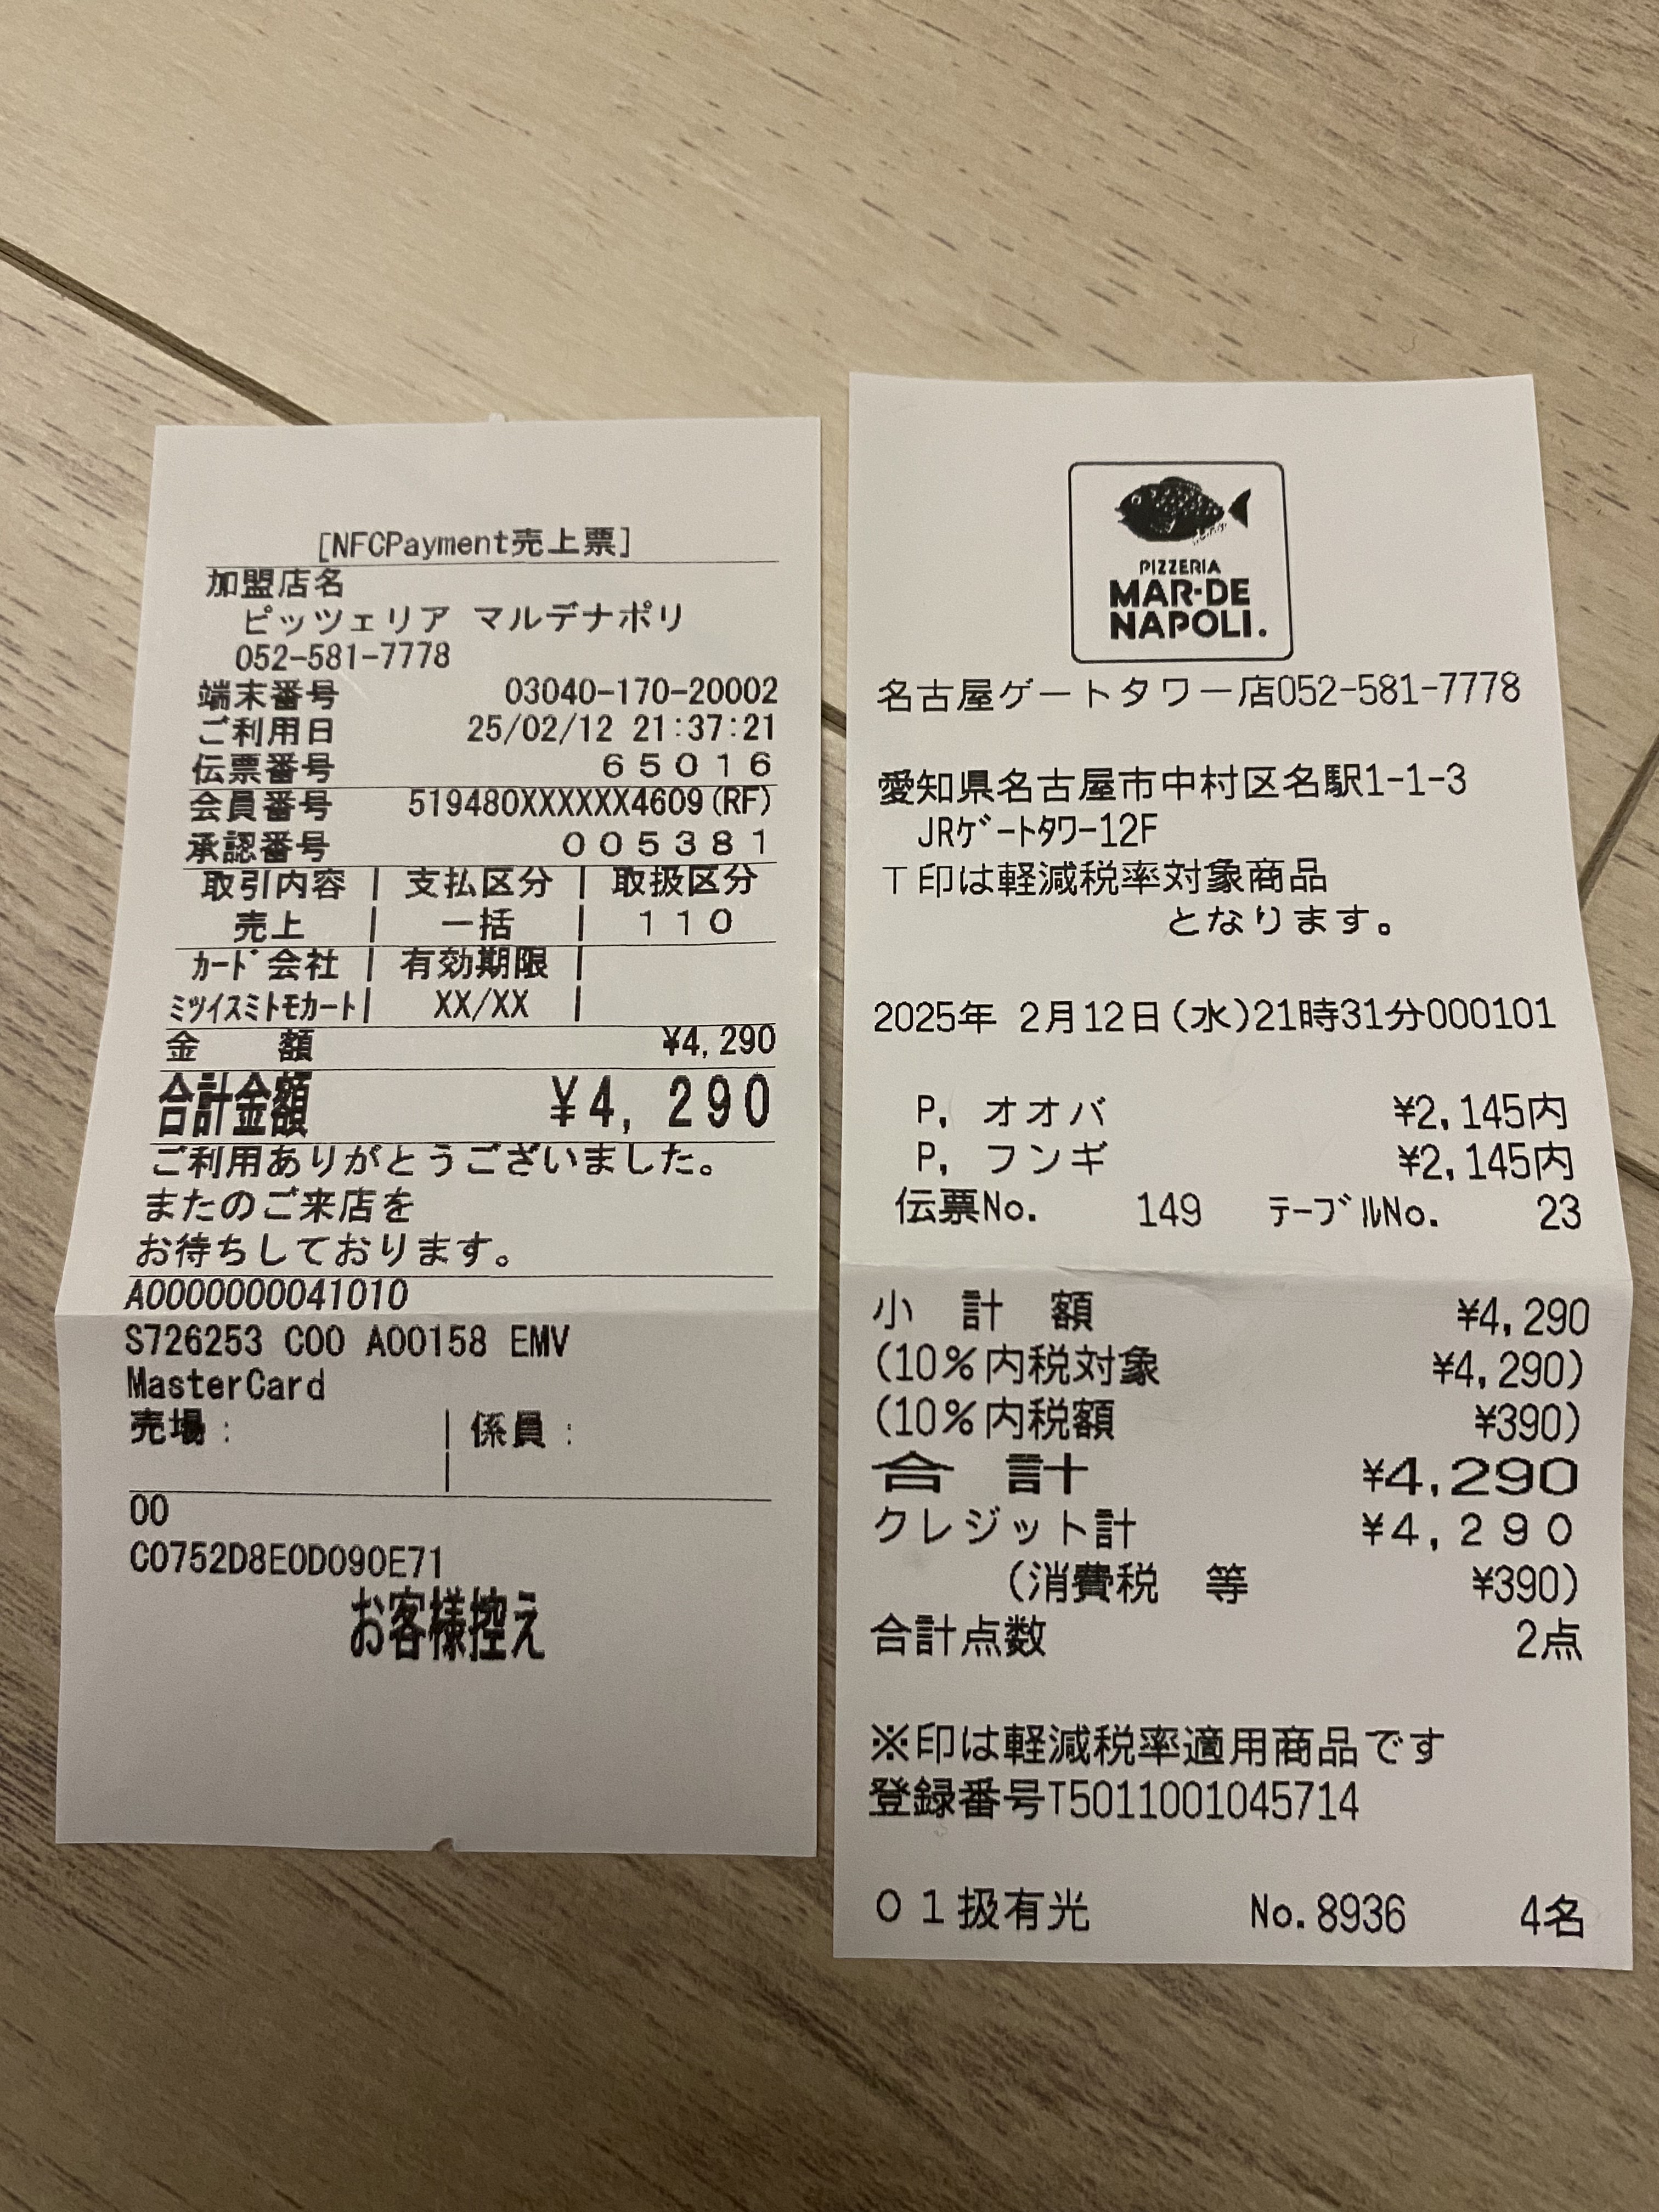 [NFCPayment売上票]
加盟店名
ピッツェリア マルデナポリ
052-581-7778
端末番号 03040-170-20002
ご利用日 25/02/12 21:37:21
伝票番号 65016
会員番号 519480XXXXXX4609(RF)
承認番号 005381
取引内容 | 支払区分 | 取扱区分
売上 | 一括 | 110
ｶｰﾄﾞ会社 | 有効期限 |
ﾐﾂｲｽﾐﾄﾓｶｰﾄ| XX/XX |
金 額 ¥4,290
合計金額 ¥4,290
ご利用ありがとうございました。
またのご来店を
お待ちしております。
A0000000041010
S726253 C00 A00158 EMV
MasterCard
売場: | 係員:
|
00
C0752D8E0D090E71
お客様控え
PIZZERIA
MAR-DE
NAPOLI.
名古屋ゲートタワー店052-581-7778
愛知県名古屋市中村区名駅1-1-3
JRｹﾞｰﾄﾀﾜｰ12F
T印は軽減税率対象商品
となります。
2025年 2月12日(水)21時31分000101
P, オオバ ¥2,145内
P, フンギ ¥2,145内
伝票No. 149 ﾃｰﾌﾞﾙNo. 23
小 計 額 ¥4,290
(10%内税対象 ¥4,290)
(10%内税額 ¥390)
合 計 ¥4,290
クレジット計 ¥4,290
(消費税 等 ¥390)
合計点数 2点
※印は軽減税率適用商品です
登録番号T5011001045714
01扱有光 No.8936 4名